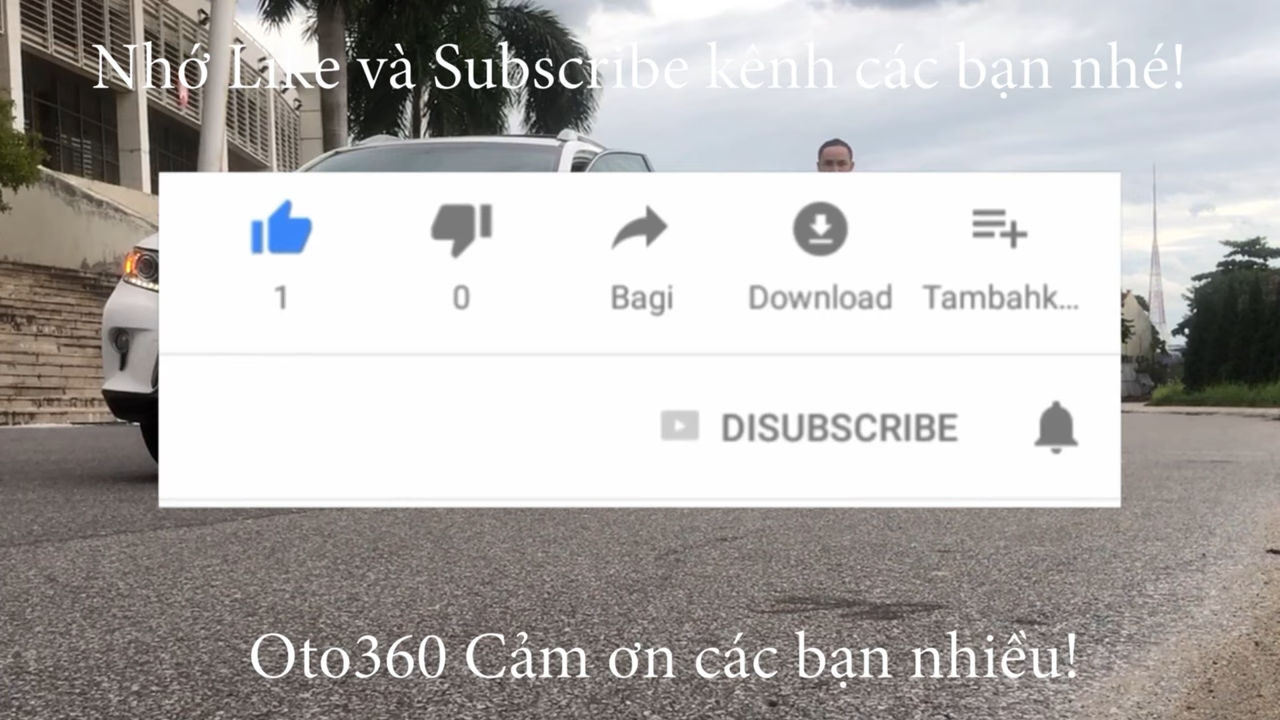 Nhớ Like và Subscribe kênh các bạn nhé!
1 0 Bagi Download Tambahk...
DISUBSCRIBE
Oto360 Cảm ơn các bạn nhiều!